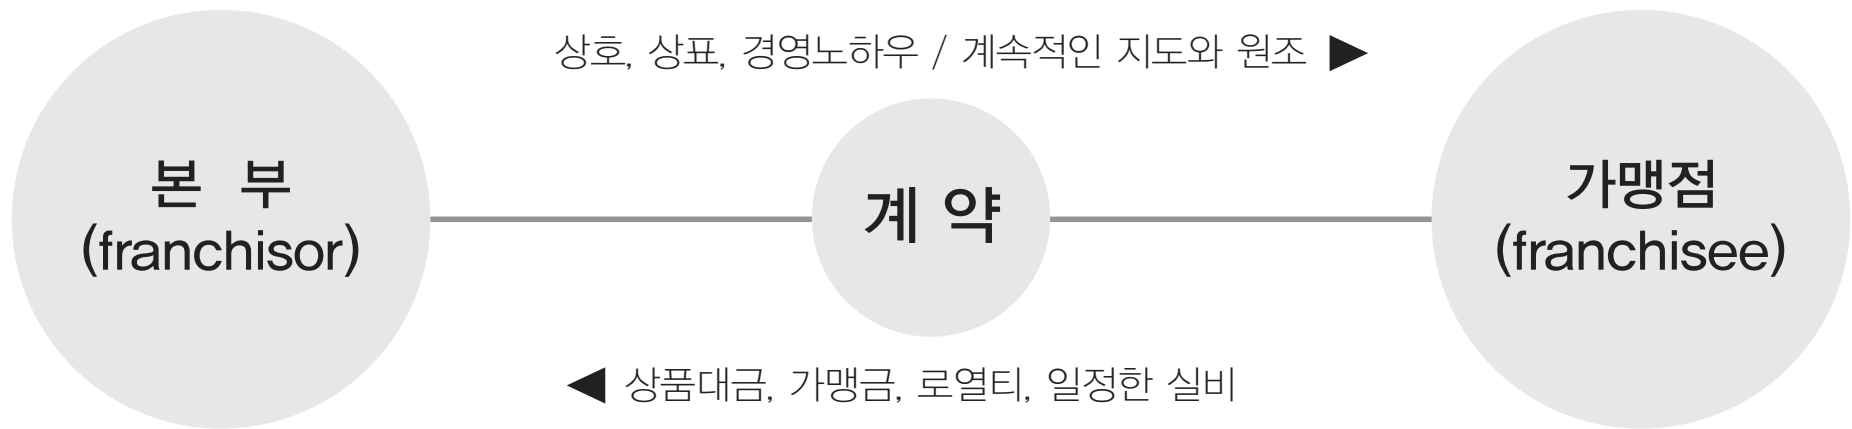 상호, 상표, 경영노하우 / 계속적인 지도와 원조 ▶
본 부
(franchisor)
계 약
가맹점
(franchisee)
◀ 상품대금, 가맹금, 로열티, 일정한 실비